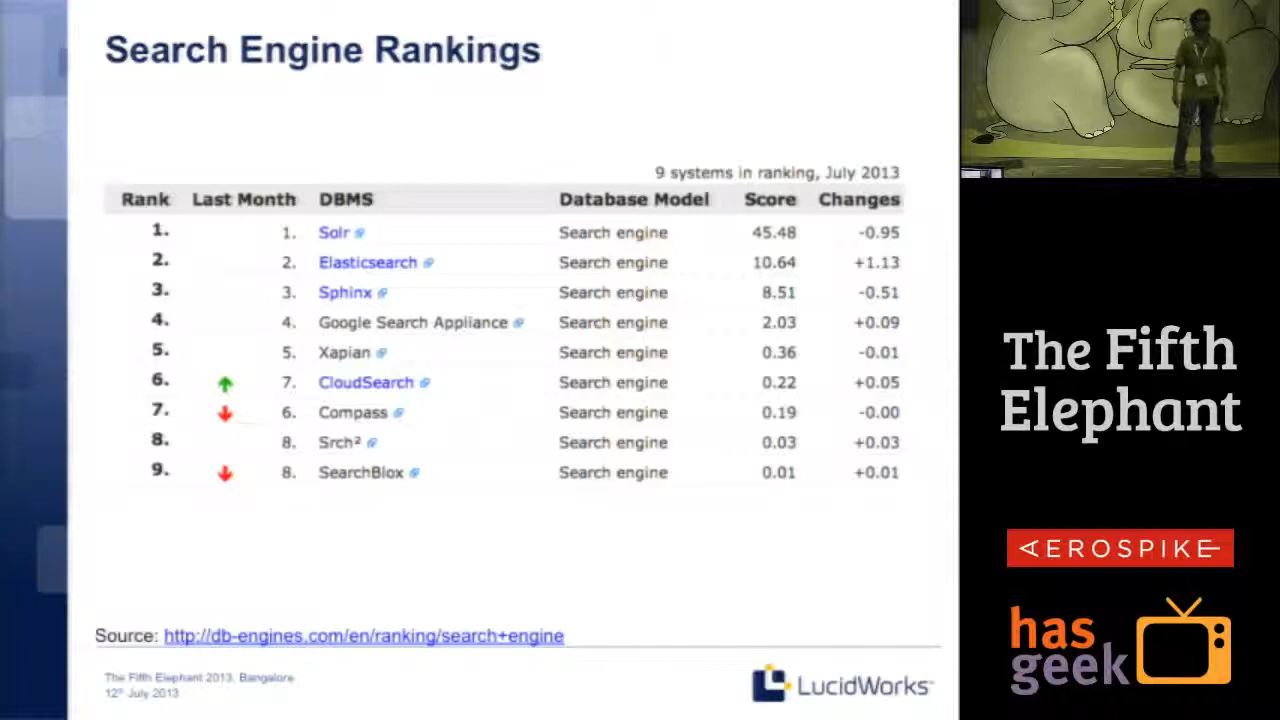 Search Engine Rankings
9 systems in ranking, July 2013
Rank Last Month DBMS Database Model Score Changes
1. 1. Solr Search engine 45.48 -0.95
2. 2. Elasticsearch Search engine 10.64 +1.13
3. 3. Sphinx Search engine 8.51 -0.51
4. 4. Google Search Appliance Search engine 2.03 +0.09
5. 5. Xapian Search engine 0.36 -0.01
6. 7. CloudSearch Search engine 0.22 +0.05
7. 6. Compass Search engine 0.19 -0.00
8. 8. Srch² Search engine 0.03 +0.03
9. 8. SearchBlox Search engine 0.01 +0.01
Source: http://db-engines.com/en/ranking/search+engine
The Fifth Elephant 2013, Bangalore
12th July 2013
LucidWorks
The Fifth
Elephant
AEROSPIKE
has
geek